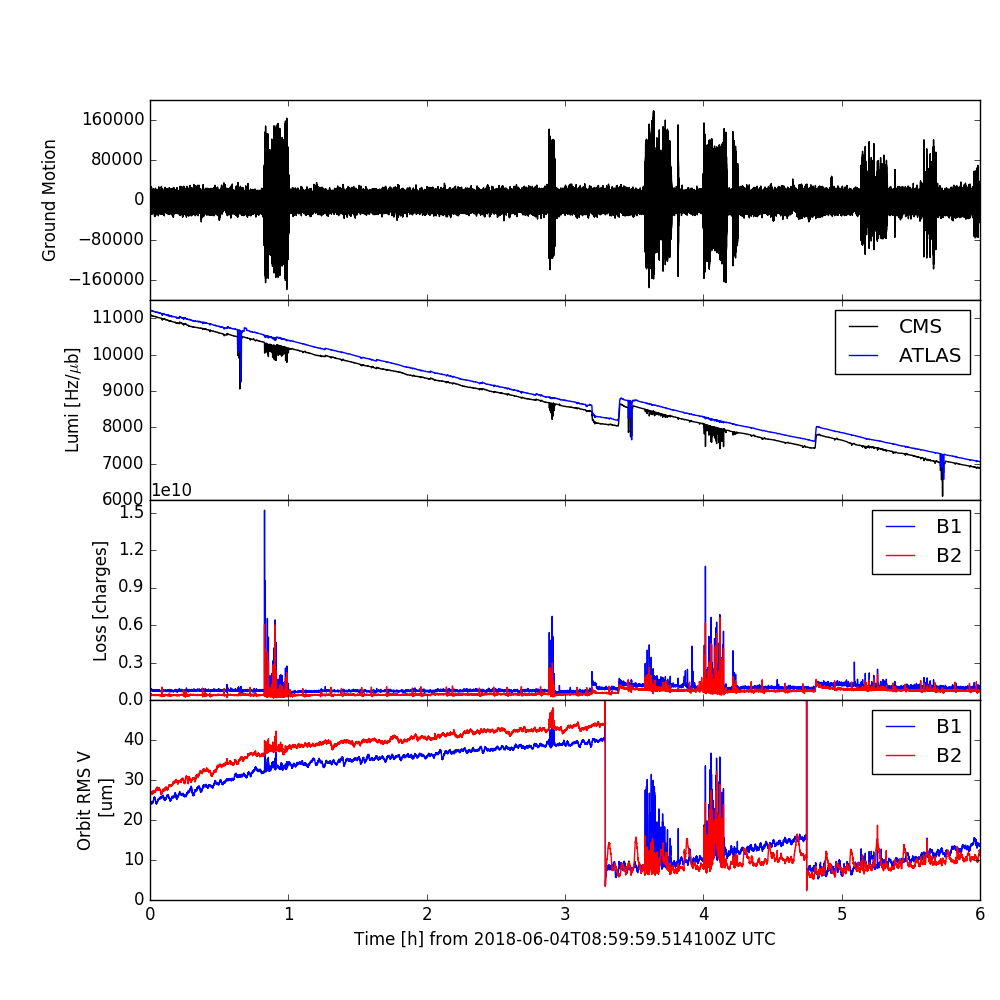 160000
80000
0
−80000
−160000
Ground Motion
11000
10000
9000
8000
7000
6000
Lumi [Hz/μb]
CMS
ATLAS
1e10
1.5
1.2
0.9
0.6
0.3
0.0
Loss [charges]
B1
B2
40
30
20
10
0
Orbit RMS V
[um]
B1
B2
0 1 2 3 4 5 6
Time [h] from 2018-06-04T08:59:59.514100Z UTC